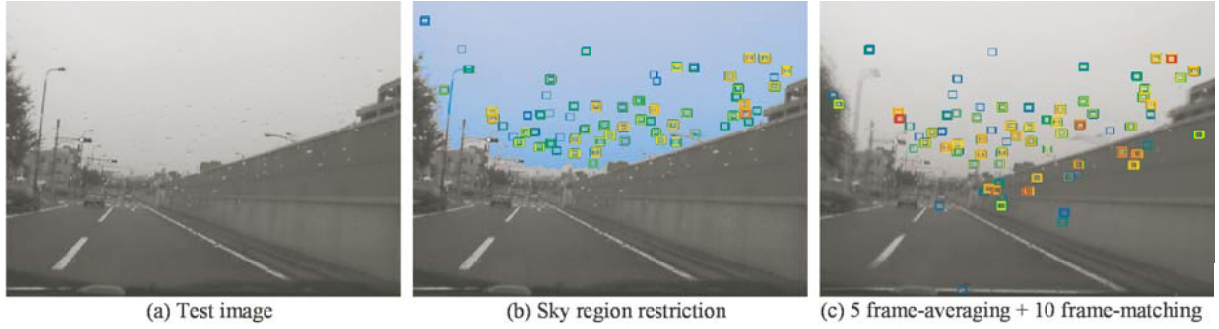 (a) Test image
(b) Sky region restriction
(c) 5 frame-averaging + 10 frame-matching